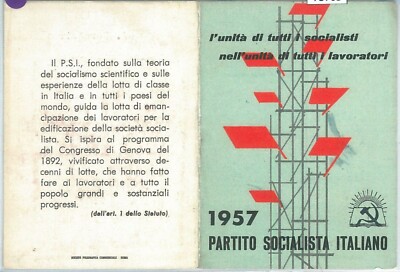 Il P.S.I., fondato sulla teoria
del socialismo scientifico e sulle
esperienze della lotta di classe
in Italia e in tutti i paesi del
mondo, guida la lotta di eman-
cipazione dei lavoratori per la
edificazione della società socia-
lista. Si ispira al programma
del Congresso di Genova del
1892, vivificato attraverso de-
cenni di lotte, che hanno fatto
fare ai lavoratori e a tutto il
popolo grandi e sostanziali
progressi.
(dell'art. 1 dello Statuto)
l'unità di tutti i socialisti
nell'unità di tutti i lavoratori
1957
PARTITO SOCIALISTA ITALIANO